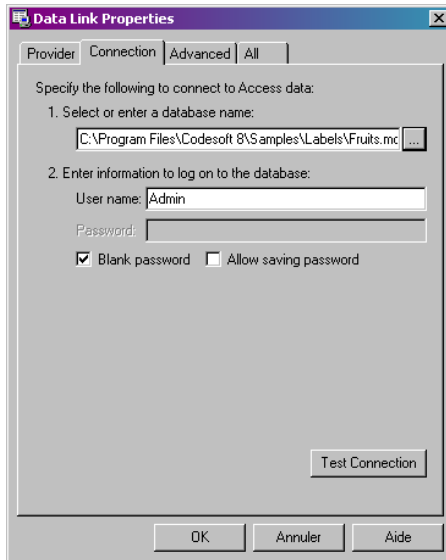 Data Link Properties
Provider Connection Advanced All
Specify the following to connect to Access data:
1. Select or enter a database name:
C:\Program Files\Codesoft 8\Samples\Labels\Fruits.mc ...
2. Enter information to log on to the database:
User name: Admin
Password:
Blank password Allow saving password
Test Connection
OK Annuler Aide